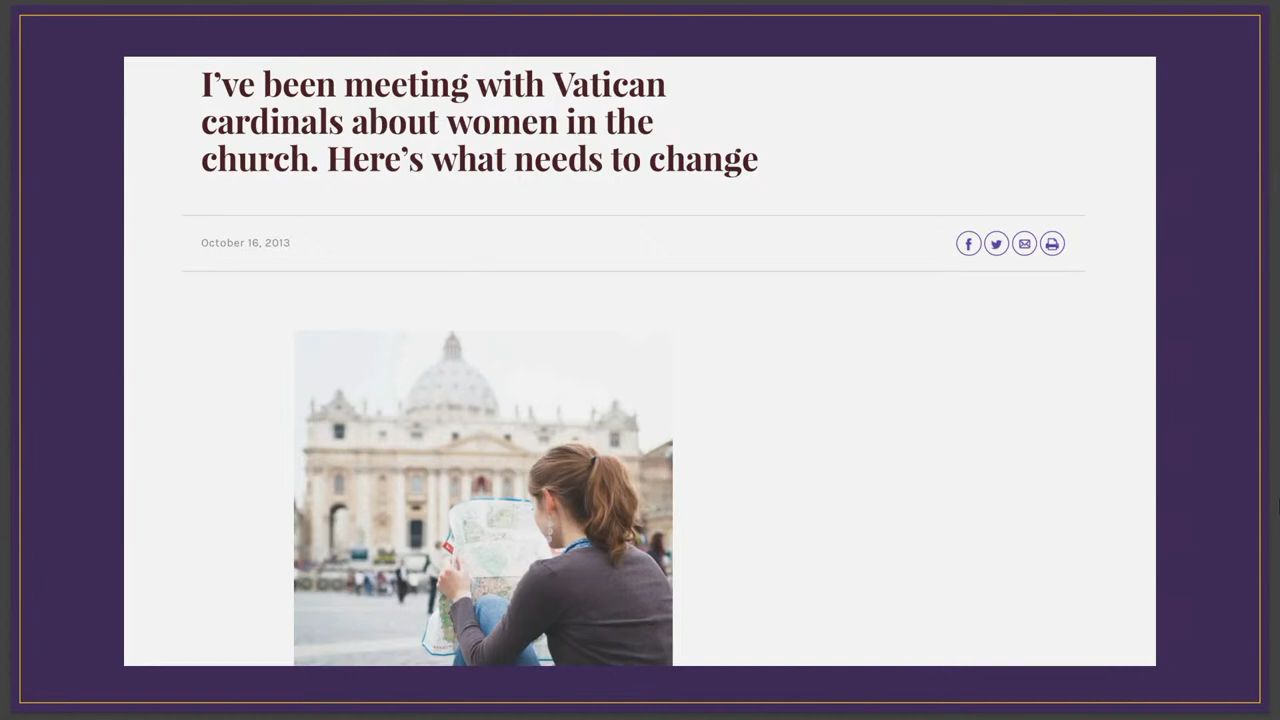 I’ve been meeting with Vatican
cardinals about women in the
church. Here’s what needs to change
October 16, 2013